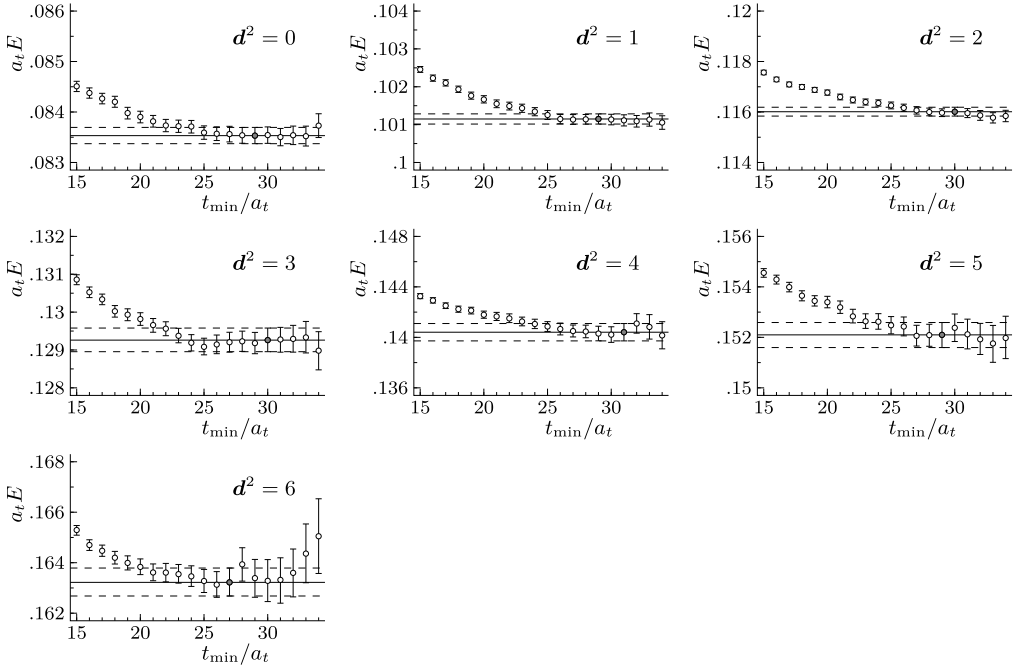 .086 .085 .084 .083
a_tE
d² = 0
15 20 25 30
t_min/a_t
.104 .103 .102 .101 .1
a_tE
d² = 1
15 20 25 30
t_min/a_t
.12 .118 .116 .114
a_tE
d² = 2
15 20 25 30
t_min/a_t
.132 .131 .13 .129 .128
a_tE
d² = 3
15 20 25 30
t_min/a_t
.148 .144 .14 .136
a_tE
d² = 4
15 20 25 30
t_min/a_t
.156 .154 .152 .15
a_tE
d² = 5
15 20 25 30
t_min/a_t
.168 .166 .164 .162
a_tE
d² = 6
15 20 25 30
t_min/a_t